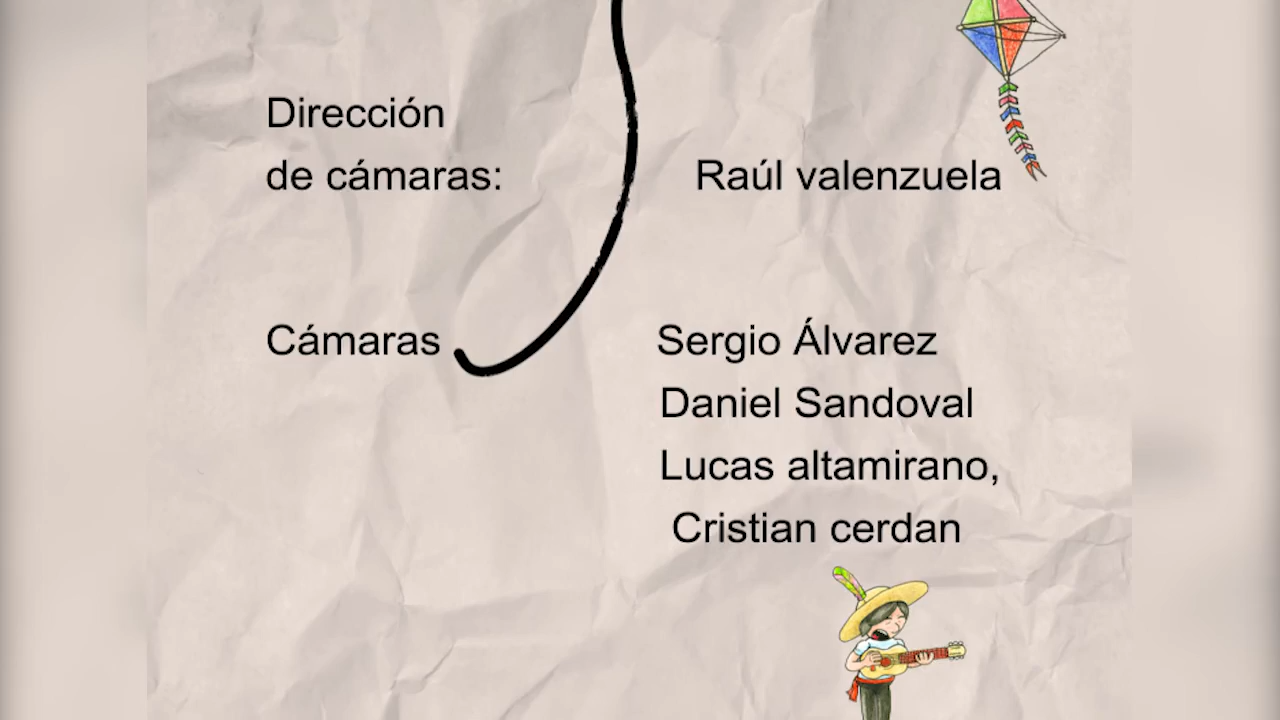 Dirección
de cámaras:
Raúl valenzuela
Cámaras
Sergio Álvarez
Daniel Sandoval
Lucas altamirano,
Cristian cerdan